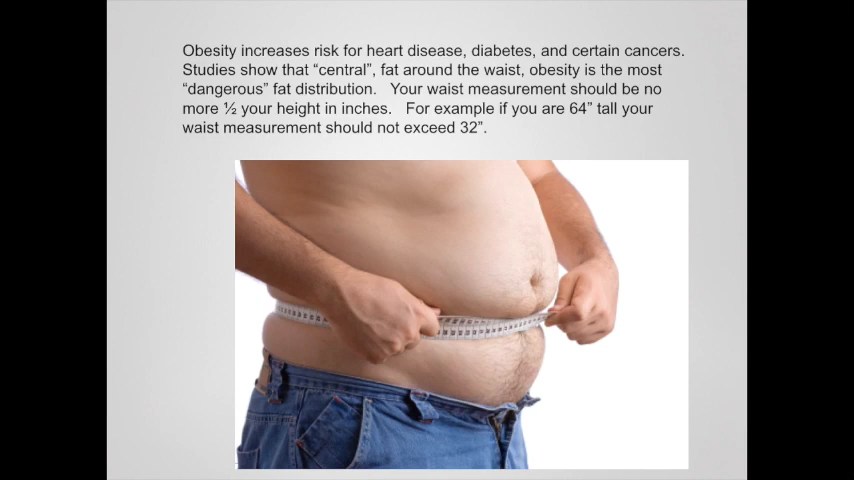 Obesity increases risk for heart disease, diabetes, and certain cancers.
Studies show that “central”, fat around the waist, obesity is the most
“dangerous” fat distribution.   Your waist measurement should be no
more ½ your height in inches.   For example if you are 64” tall your
waist measurement should not exceed 32”.